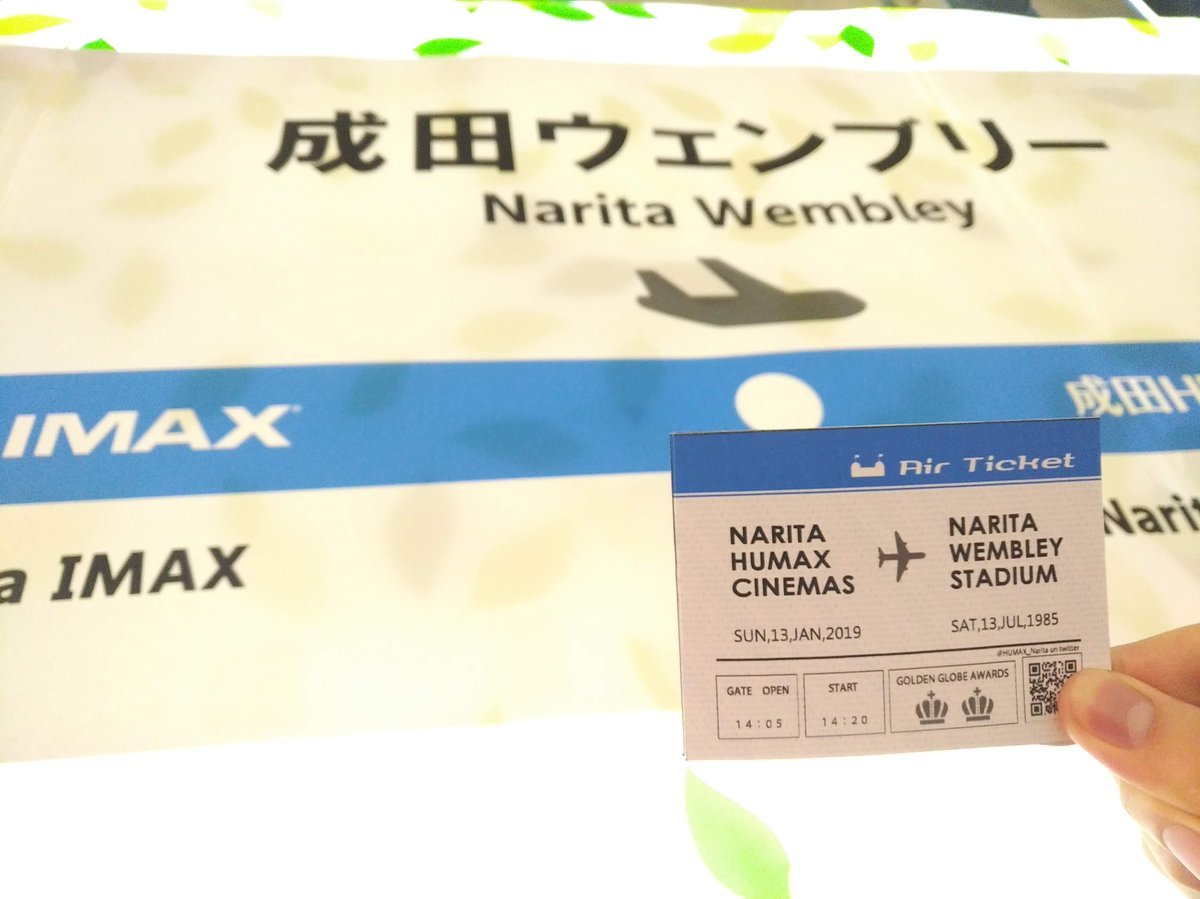 成田ウェンブリー
Narita Wembley
IMAX
成田H
a IMAX
Narit
Air Ticket
NARITA
HUMAX
CINEMAS
NARITA
WEMBLEY
STADIUM
SUN,13,JAN,2019
SAT,13,JUL,1985
@HUMAX_Narita on twitter
GATE OPEN
14:05
START
14:20
GOLDEN GLOBE AWARDS